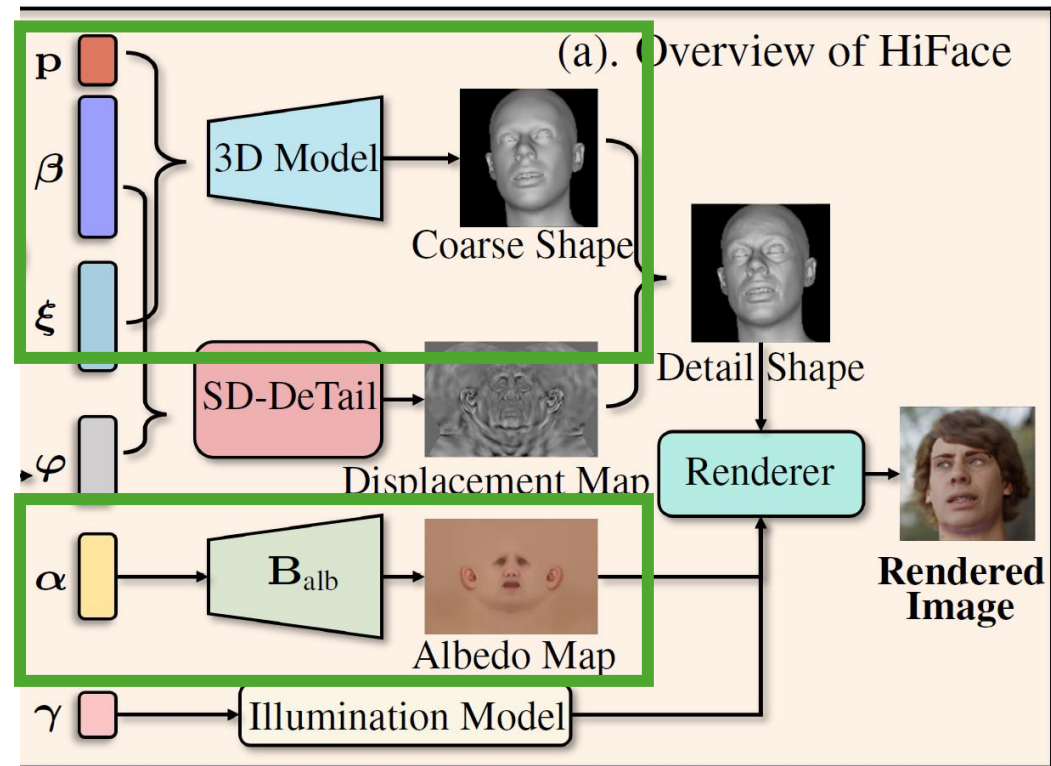 (a). Overview of HiFace
p
β
3D Model
Coarse Shape
ξ
SD-DeTail
Detail Shape
φ
Displacement Map
Renderer
α
B_alb
Albedo Map
Rendered
Image
γ
Illumination Model